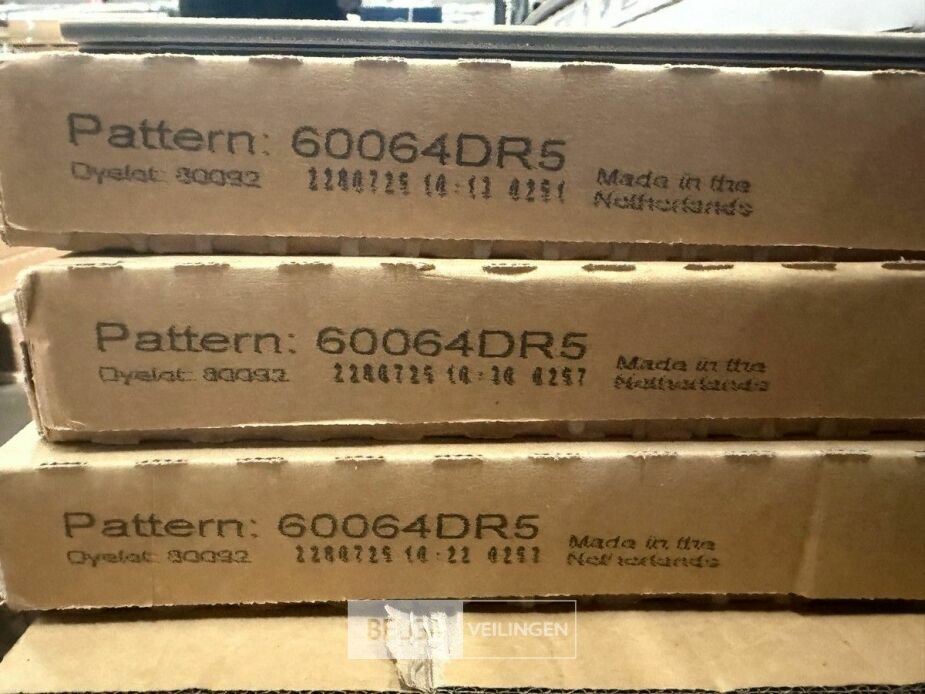 Pattern: 60064DR5
Dyelot: 80092
Made in the
Netherlands
Pattern: 60064DR5
Dyelot: 80092
Made in the
Netherlands
Pattern: 60064DR5
Dyelot: 80092
Made in the
Netherlands
VEILINGEN